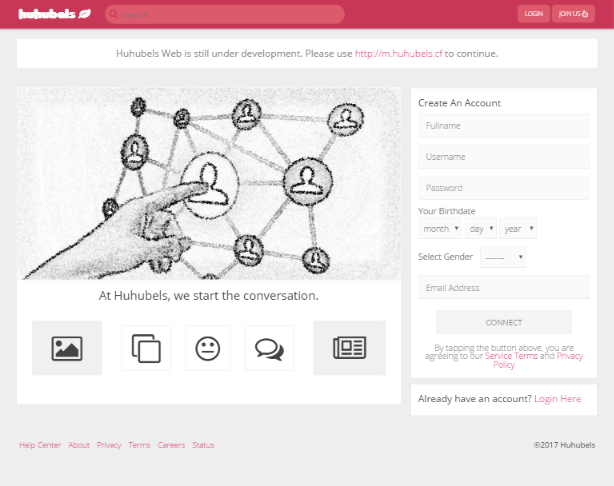 huhubels
Search
LOGIN
JOIN US
Huhubels Web is still under development. Please use http://m.huhubels.cf to continue.
At Huhubels, we start the conversation.
Create An Account
Fullname
Username
Password
Your Birthdate
month day year
Select Gender -------
Email Address
CONNECT
By tapping the button above, you are
agreeing to our Service Terms and Privacy
Policy
Already have an account? Login Here
Help Center About Privacy Terms Careers Status
©2017 Huhubels